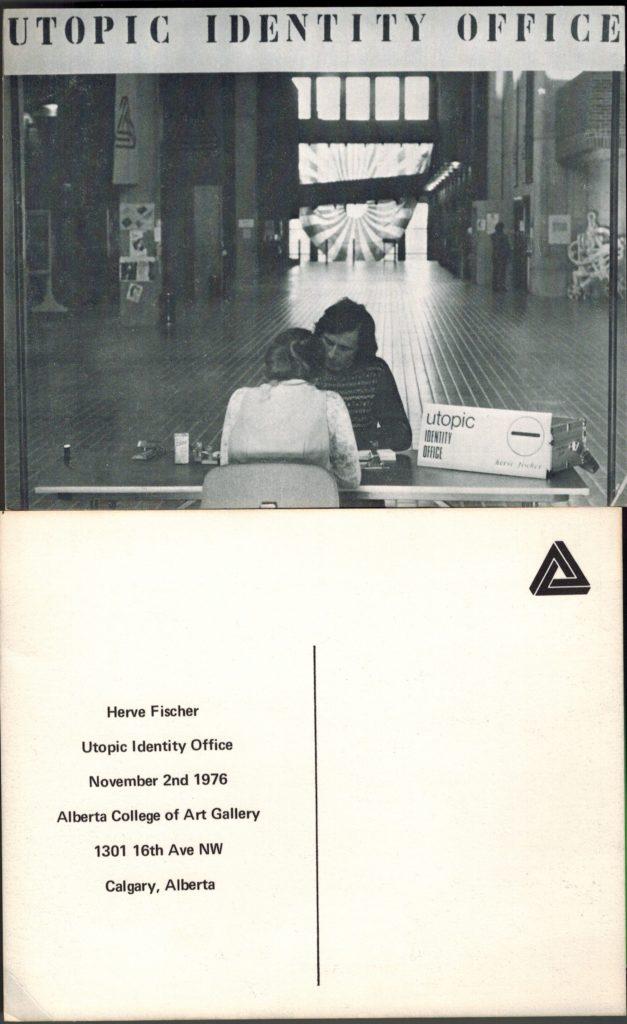 UTOPIC IDENTITY OFFICE
utopic
IDENTITY
OFFICE
herve fischer
Herve Fischer
Utopic Identity Office
November 2nd 1976
Alberta College of Art Gallery
1301 16th Ave NW
Calgary, Alberta